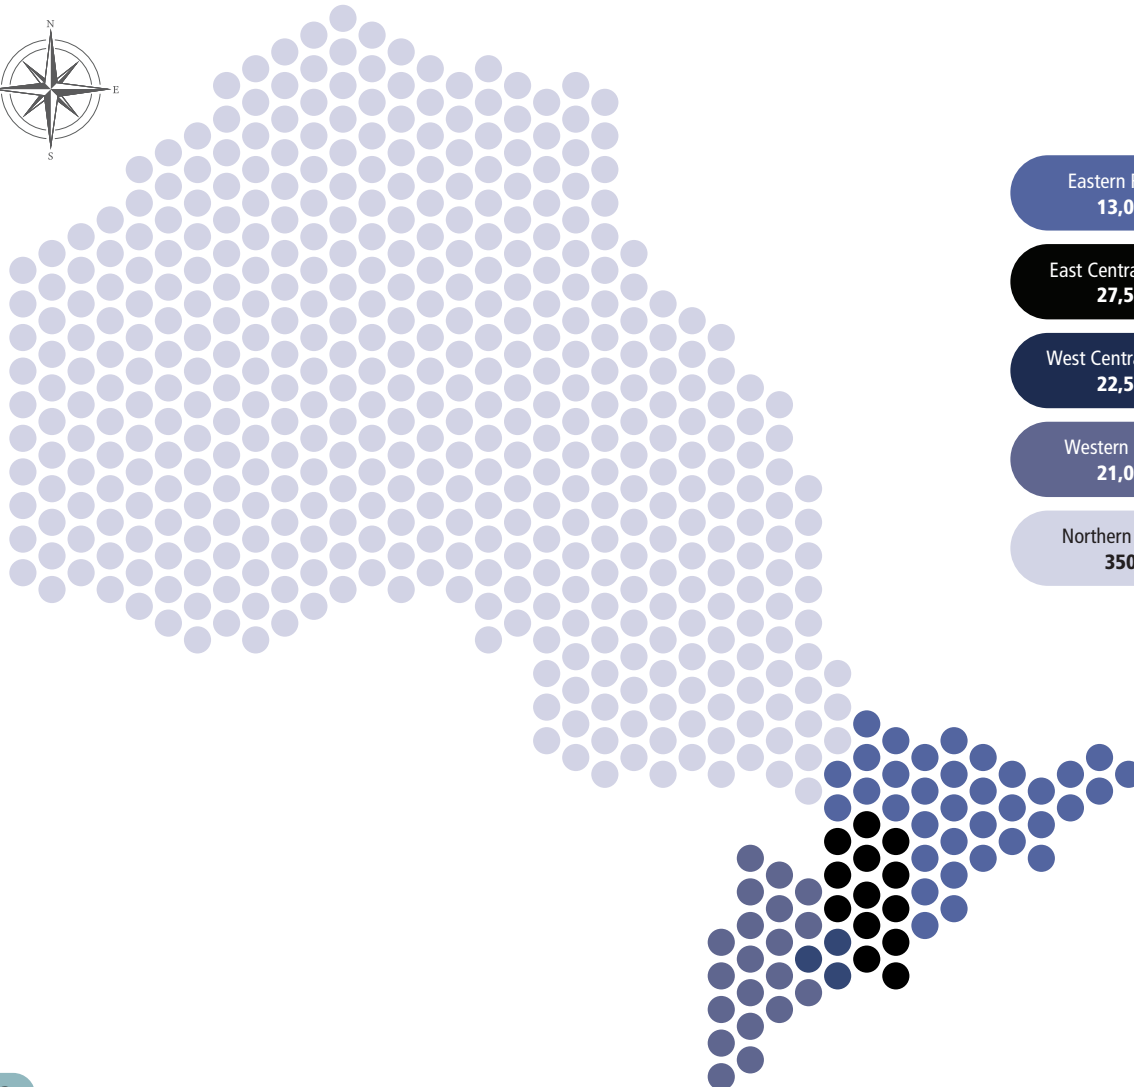 N
E
S
Eastern
13,0
East Centra
27,5
West Centra
22,5
Western
21,0
Northern
350